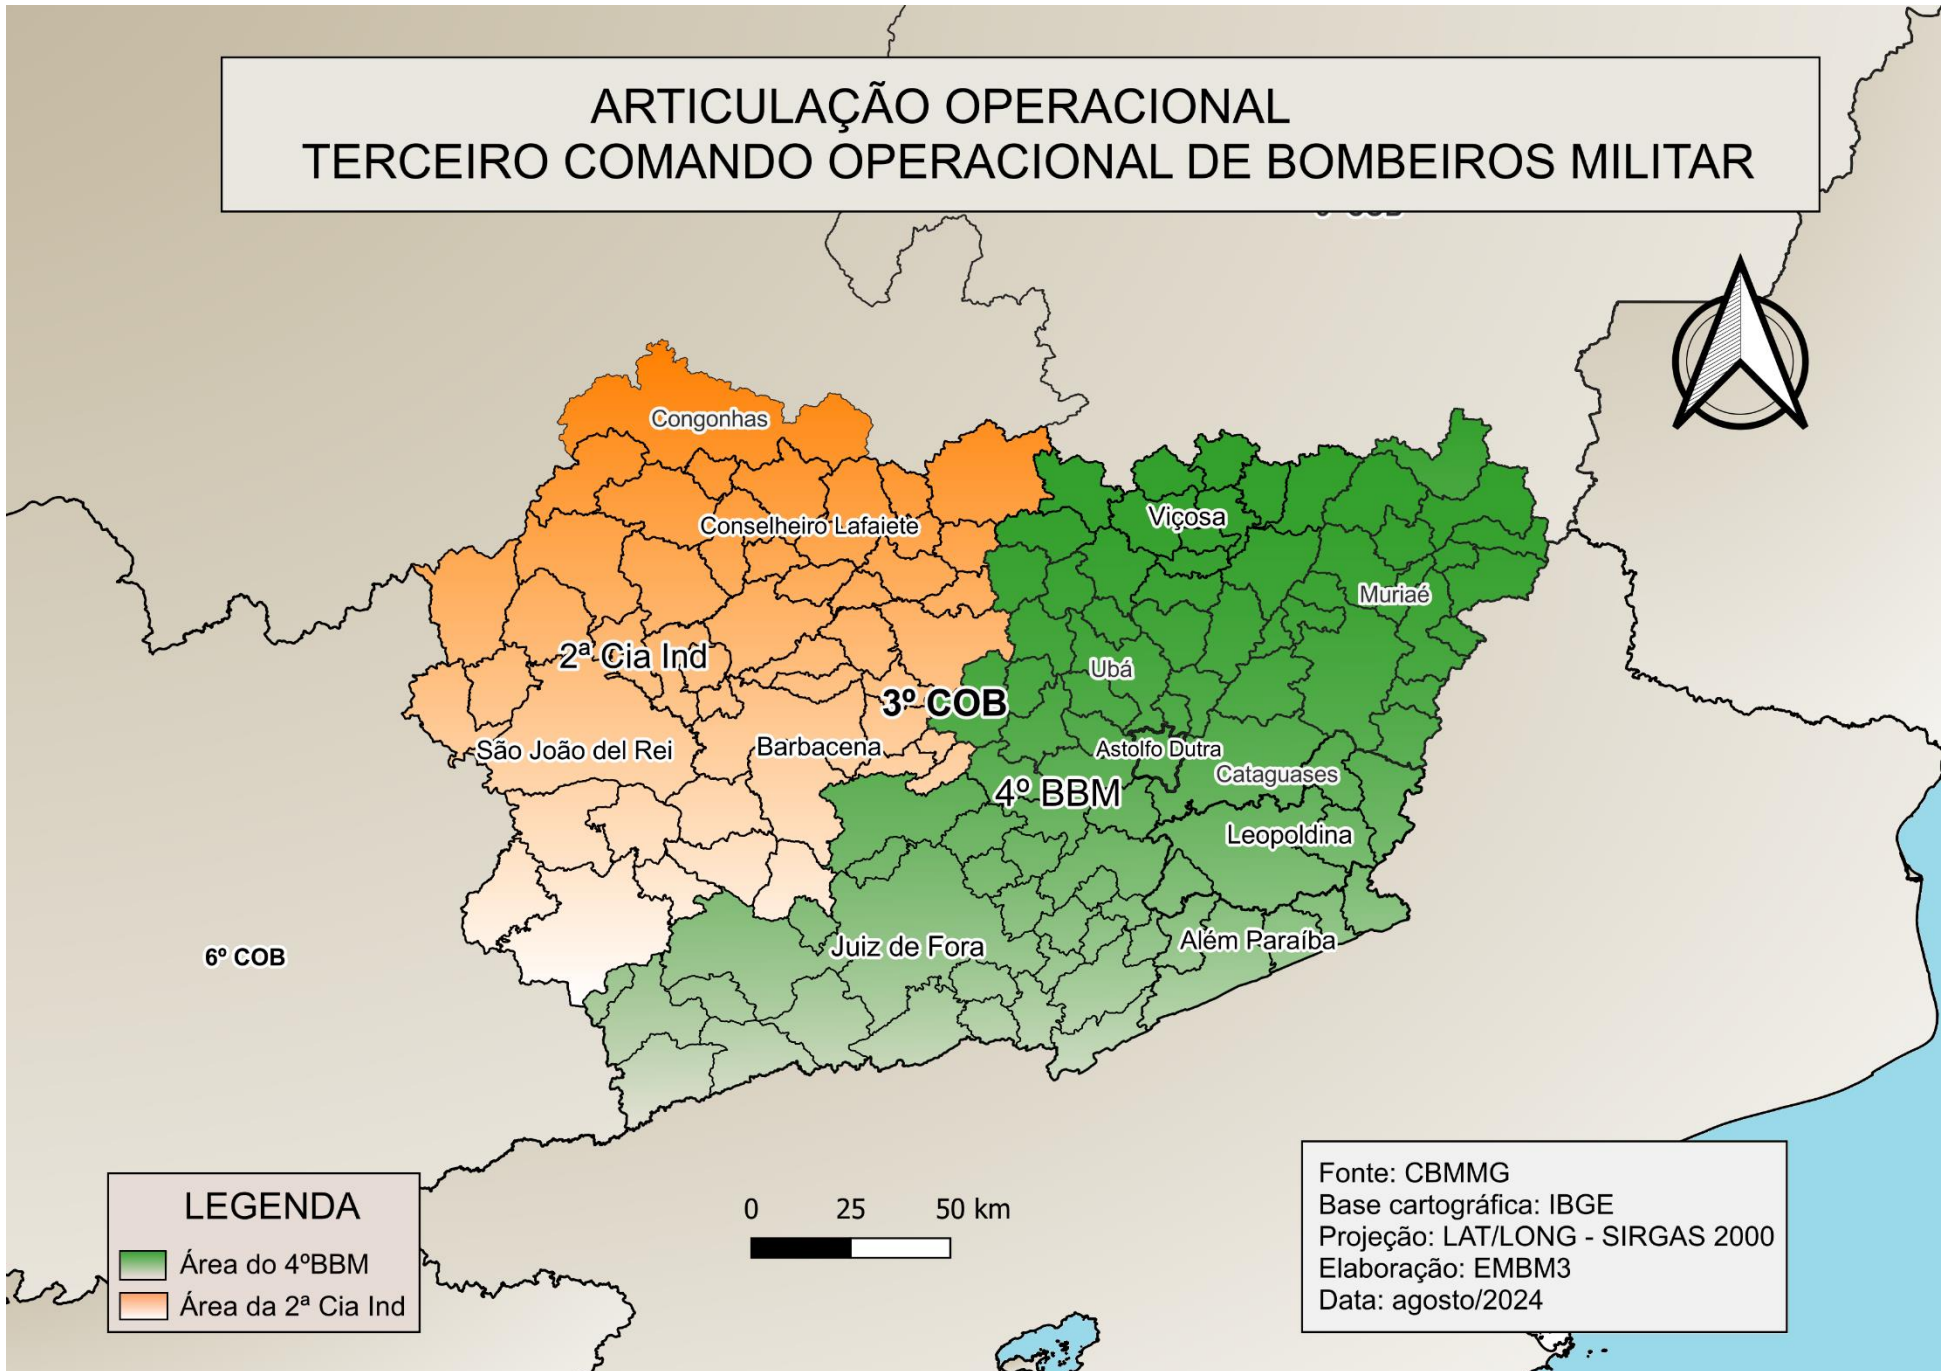 ARTICULAÇÃO OPERACIONAL
TERCEIRO COMANDO OPERACIONAL DE BOMBEIROS MILITAR
Congonhas
Conselheiro Lafaiete
Viçosa
Muriaé
2ª Cia Ind
Ubá
3º COB
São João del Rei
Barbacena
Astolfo Dutra
Cataguases
4º BBM
Leopoldina
Juiz de Fora
Além Paraíba
6º COB
LEGENDA
Área do 4ºBBM
Área da 2ª Cia Ind
0 25 50 km
Fonte: CBMMG
Base cartográfica: IBGE
Projeção: LAT/LONG - SIRGAS 2000
Elaboração: EMBM3
Data: agosto/2024